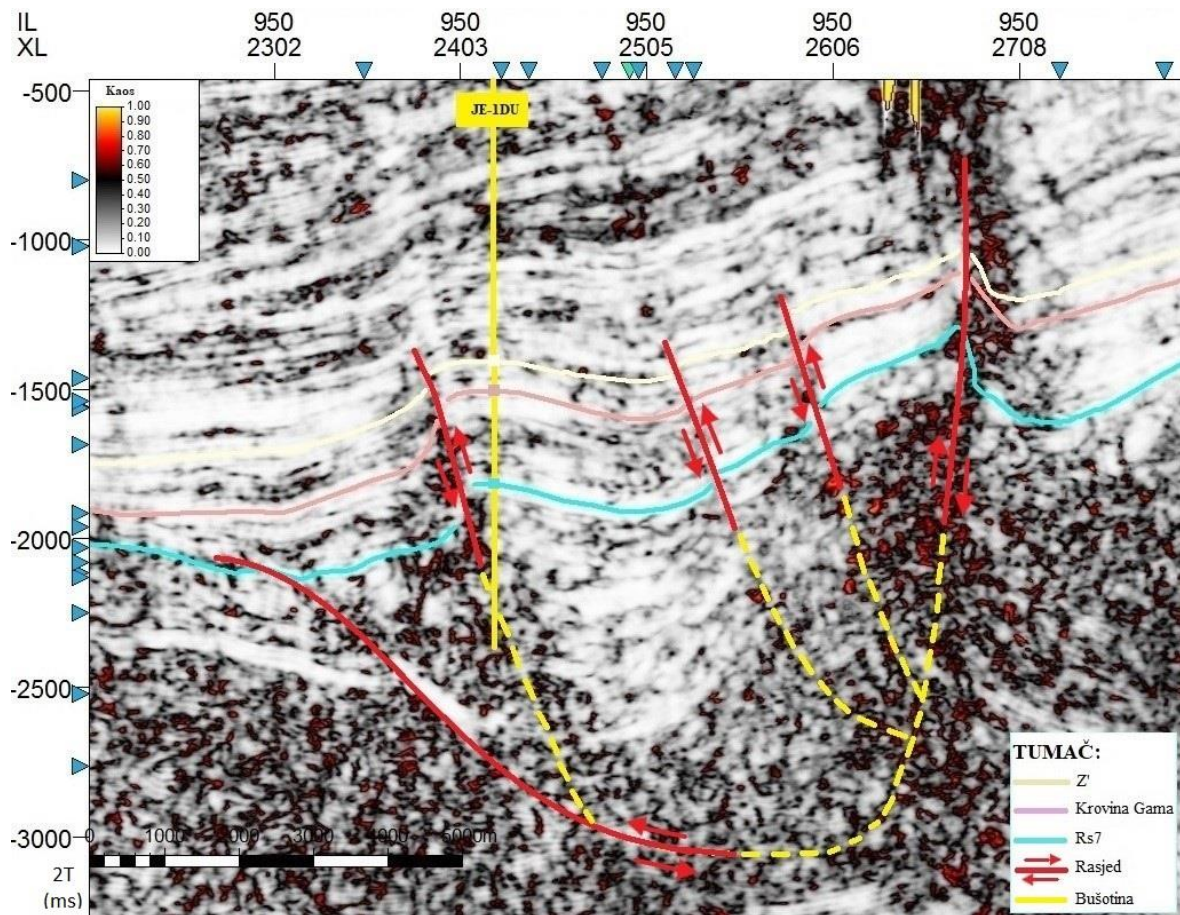 IL 950 950 950 950 950
XL 2302 2403 2505 2606 2708
-500
Kaos
1.00
0.90
0.80
0.70
0.60
0.50
0.40
0.30
0.20
0.10
0.00
JE-1DU
-1000
-1500
-2000
-2500
-3000
0 1000 2000 3000 4000 5000m
2T
(ms)
TUMAČ:
Z'
Krovina Gama
Rs7
Rasjed
Bušotina